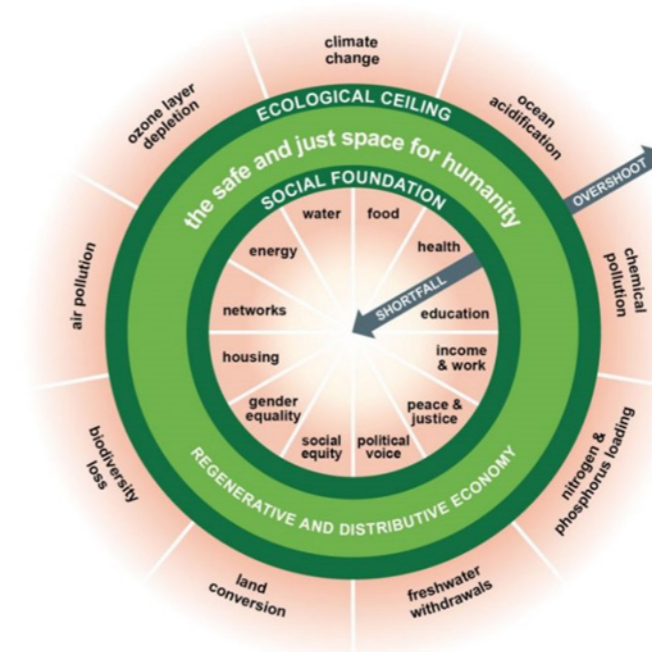 climate
change
ozone layer
depletion
ocean
acidification
ECOLOGICAL CEILING
the safe and just space for humanity
OVERSHOOT
SOCIAL FOUNDATION
water
food
energy
health
SHORTFALL
air pollution
chemical
pollution
networks
education
housing
income
& work
gender
equality
peace &
justice
social
equity
political
voice
biodiversity
loss
nitrogen &
phosphorus loading
REGENERATIVE AND DISTRIBUTIVE ECONOMY
land
conversion
freshwater
withdrawals